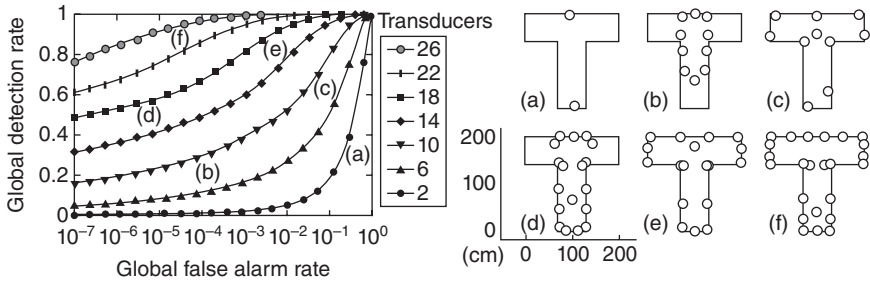 Global detection rate
1
0.8
0.6
0.4
0.2
0
10⁻⁷ 10⁻⁶ 10⁻⁵ 10⁻⁴ 10⁻³ 10⁻² 10⁻¹ 10⁰
Global false alarm rate
(f)
(e)
(d)
(c)
(b)
(a)
Transducers
26
22
18
14
10
6
2
(a)
(b)
(c)
200
100
0
(cm)
0 100 200
(d)
(e)
(f)